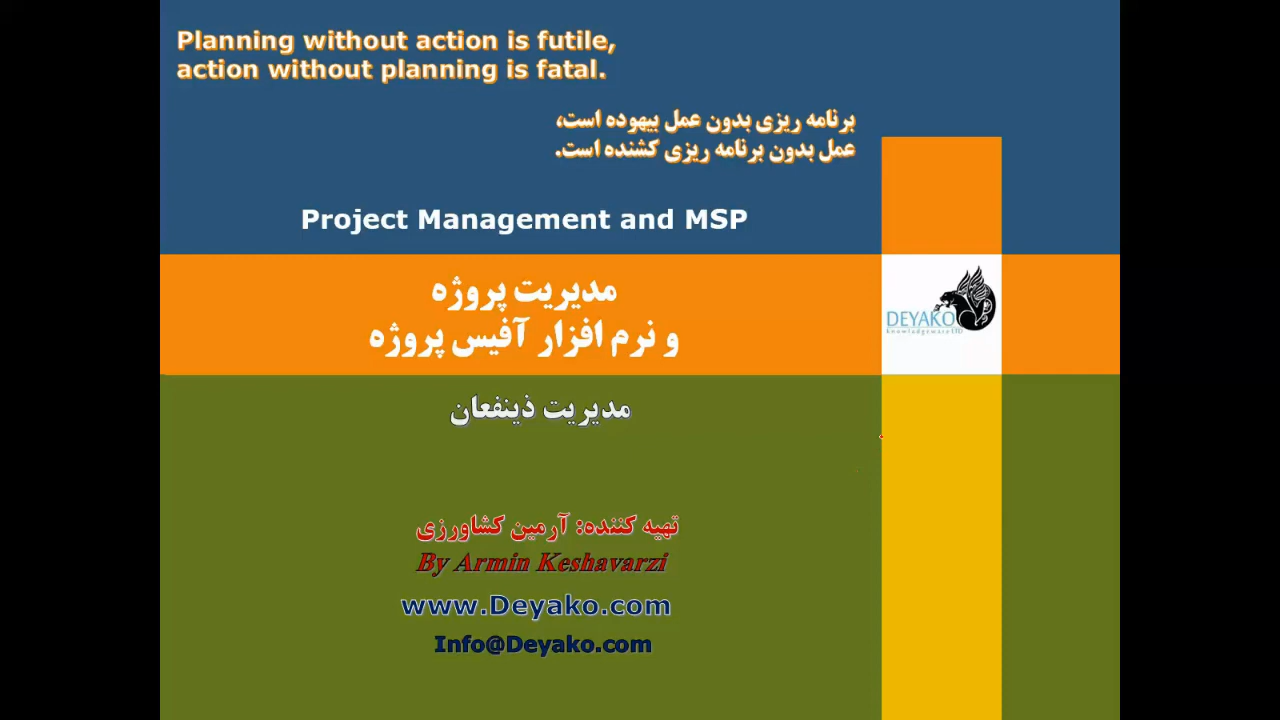 Planning without action is futile,
action without planning is fatal.
برنامه ریزی بدون عمل بیهوده است،
عمل بدون برنامه ریزی کشنده است.
Project Management and MSP
مدیریت پروژه
و نرم افزار آفیس پروژه
DEYAKO
مدیریت ذینفعان
تهیه کننده: آرمین کشاورزی
By Armin Keshavarzi
www.Deyako.com
Info@Deyako.com